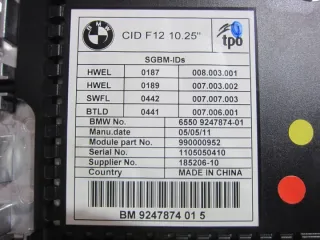 BMW
CID F12 10.25"
tpo
SGBM-IDs
HWEL 0187 008.003.001
HWEL 0189 007.003.002
SWFL 0442 007.007.003
BTLD 0441 007.007.006
BMW No. 6550 9247874-01
Manu.date 05/05/11
Module part No. 990000952
Serial No. 1105050410
Supplier No. 185206-10
Country MADE IN CHINA
BM 9247874 01 5